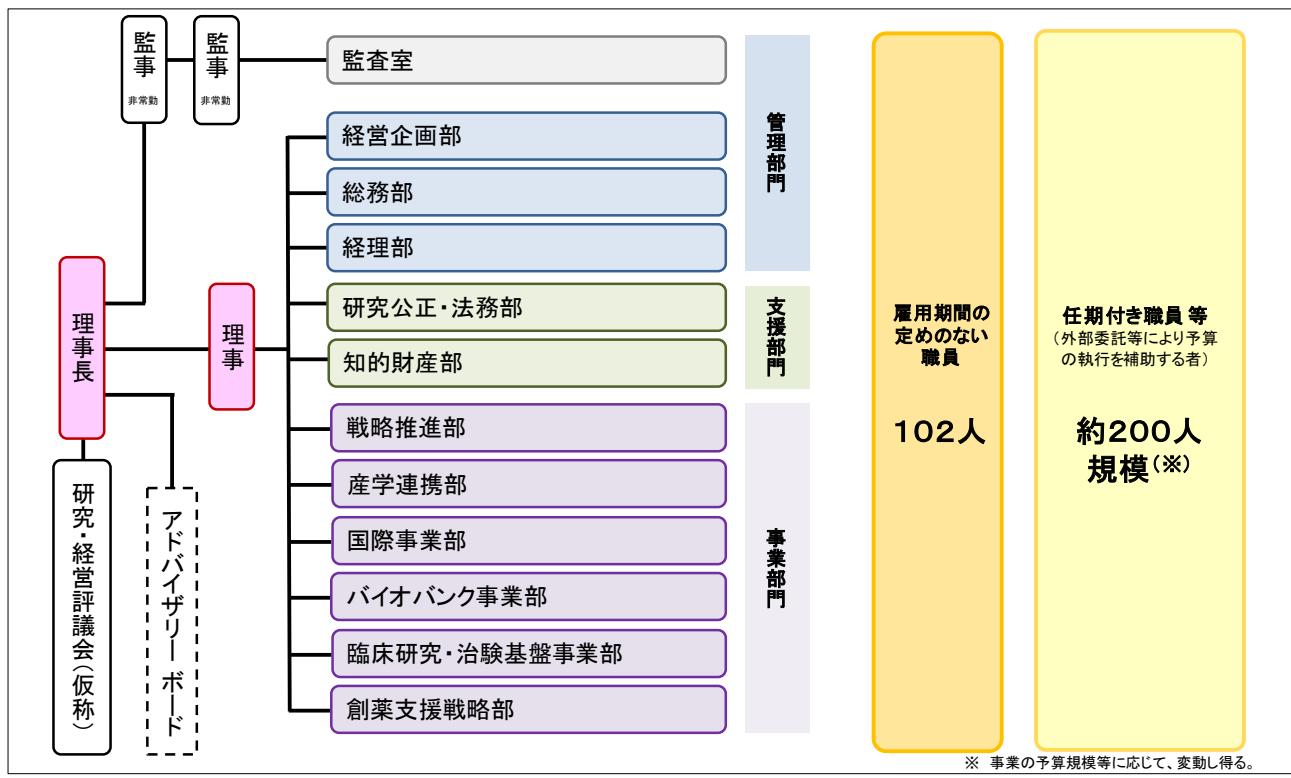 監事
非常勤
監事
非常勤
監査室
経営企画部
総務部
経理部
研究公正・法務部
知的財産部
戦略推進部
産学連携部
国際事業部
バイオバンク事業部
臨床研究・治験基盤事業部
創薬支援戦略部
理事長
理事
研究・経営評議会(仮称)
アドバイザリー ボード
管理部門
支援部門
事業部門
雇用期間の
定めのない
職員
102人
任期付き職員 等
(外部委託等により予算
の執行を補助する者)
約200人
規模(※)
※ 事業の予算規模等に応じて、変動し得る。